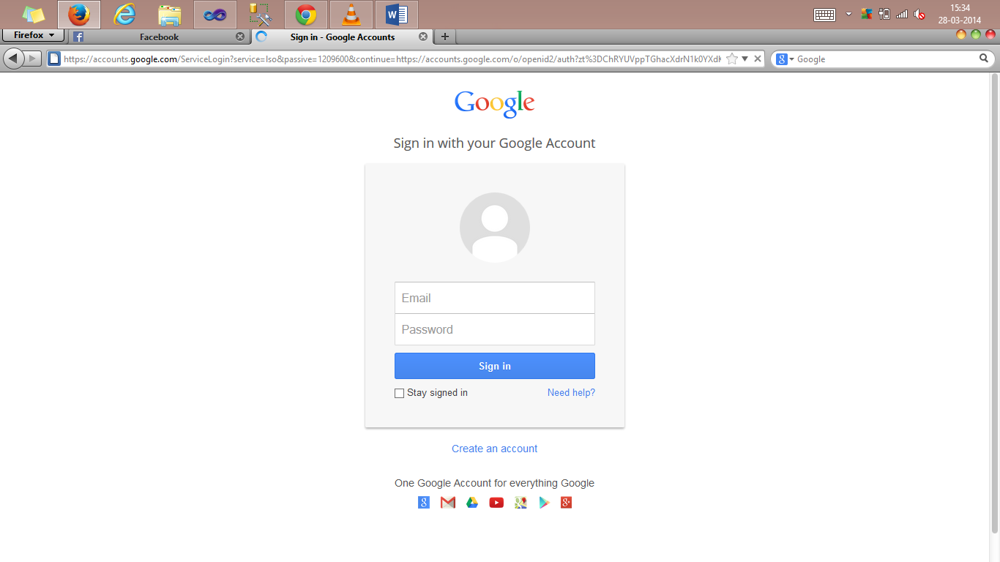 15:34
28-03-2014
Firefox
Facebook
Sign in - Google Accounts
https://accounts.google.com/ServiceLogin?service=lso&passive=1209600&continue=https://accounts.google.com/o/openid2/auth?zt%3DChRYUVppTGhacXdrN1k0YXdk
Google
Google
Sign in with your Google Account
Email
Password
Sign in
Stay signed in
Need help?
Create an account
One Google Account for everything Google